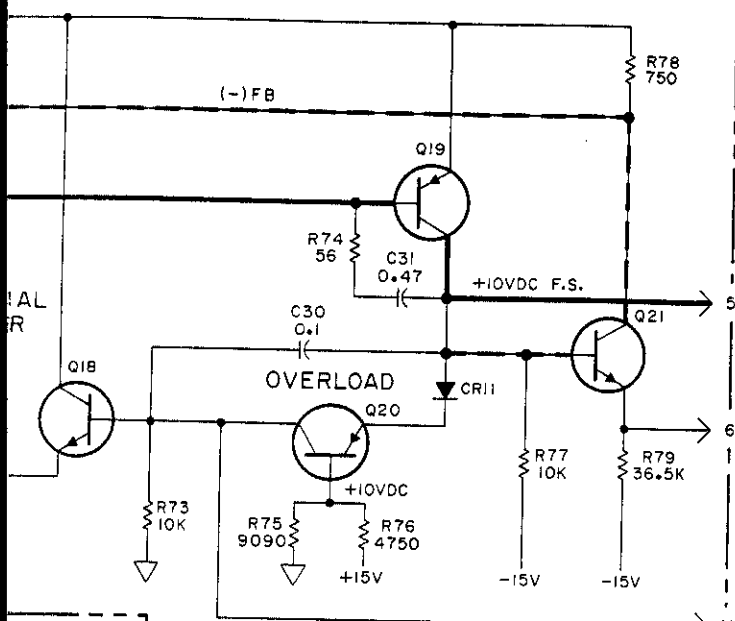 R78
750
(-)FB
Q19
R74
56
C31
0.47
+10VDC F.S.
5
IAL
R
C30
0.1
Q21
Q18
OVERLOAD
CR11
Q20
6
+10VDC
R73
10K
R75
9090
R76
4750
R77
10K
R79
36.5K
+15V
-15V
-15V